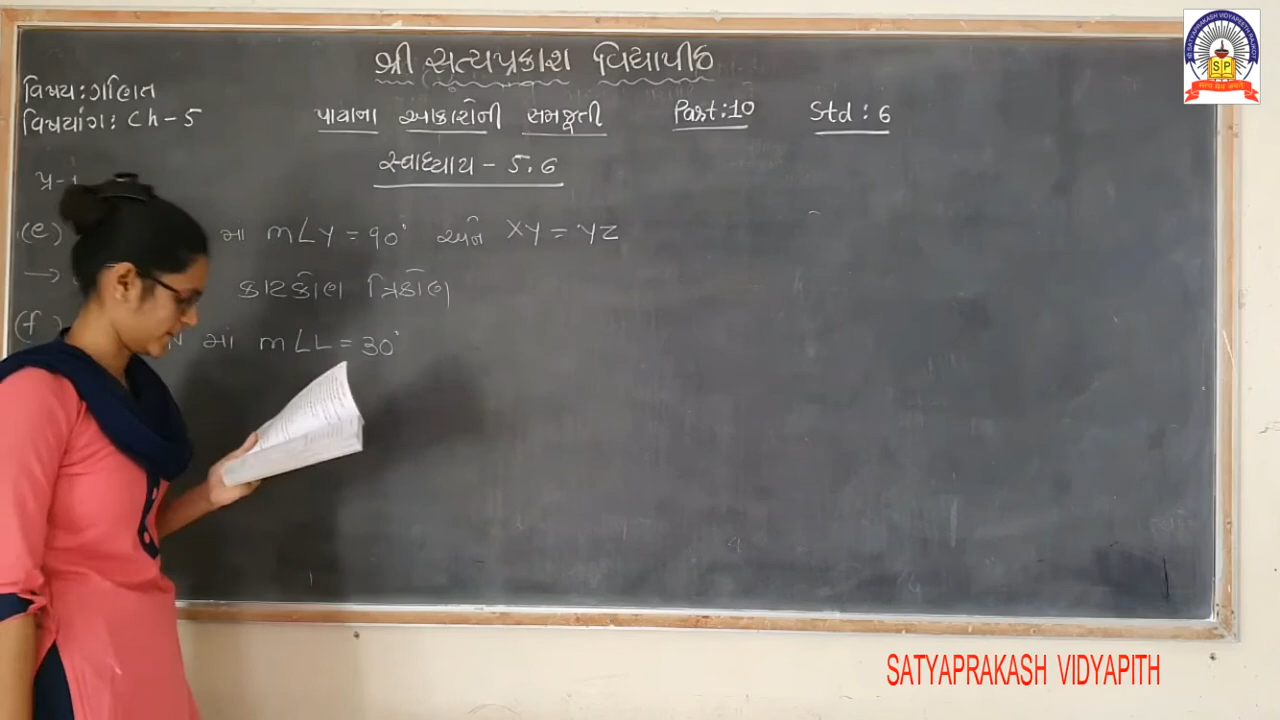 શ્રી સત્યપ્રકાશ વિદ્યાપીઠ
વિષય: ગણિત
વિષયાંગ: Ch - 5
પાયાના આકારોની સમજૂતી Part: 10 Std : 6
સ્વાધ્યાય - 5.6
પ્ર-1
(e) માં m∠Y = 90° અને XY = YZ
→ કાટકોણ ત્રિકોણ
(f) N માં m∠L = 30°
SATYAPRAKASH VIDYAPITH
SP